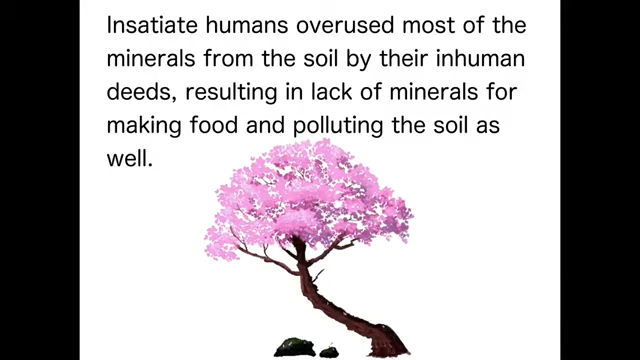 Insatiate humans overused most of the
minerals from the soil by their inhuman
deeds, resulting in lack of minerals for
making food and polluting the soil as
well.